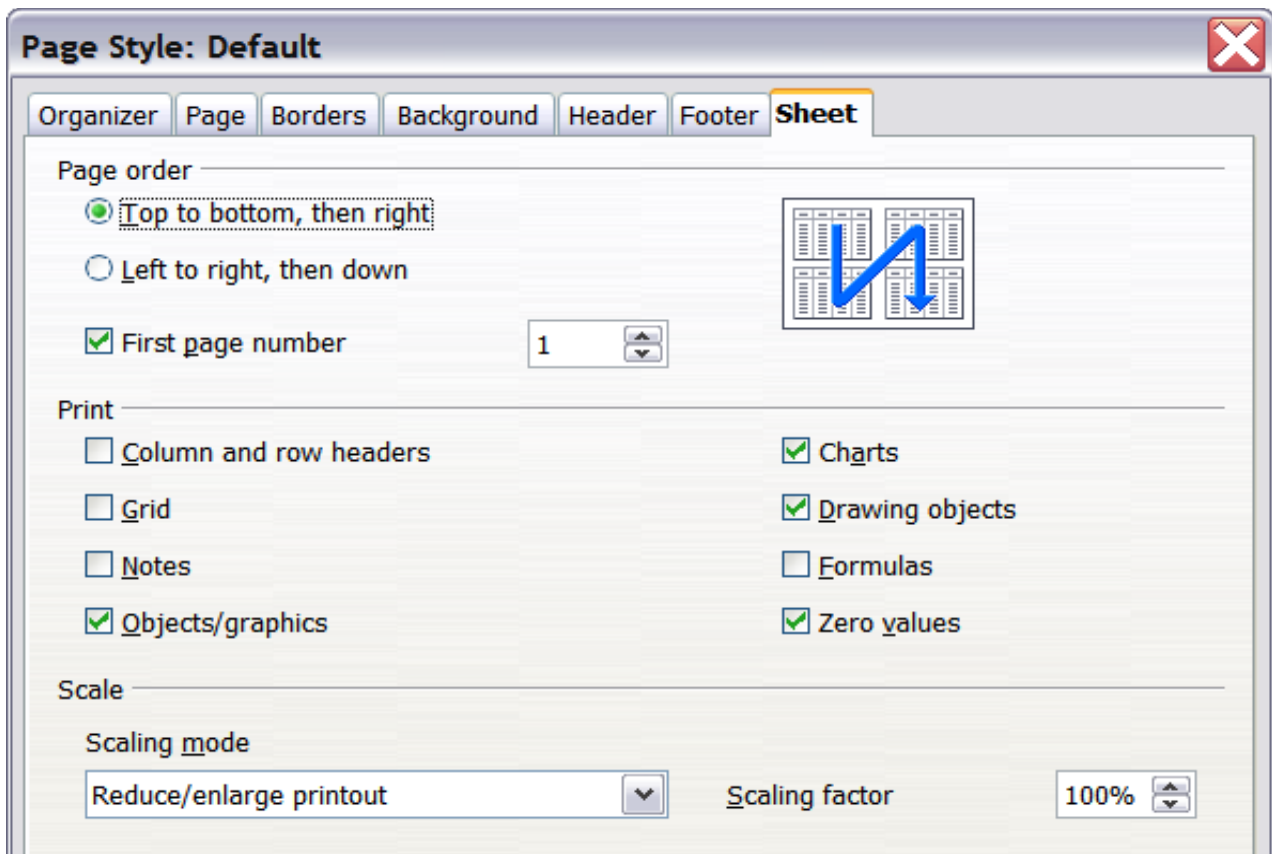 Page Style: Default
Organizer Page Borders Background Header Footer Sheet
Page order
Top to bottom, then right
Left to right, then down
First page number 1
Print
Column and row headers Charts
Grid Drawing objects
Notes Formulas
Objects/graphics Zero values
Scale
Scaling mode
Reduce/enlarge printout Scaling factor 100%